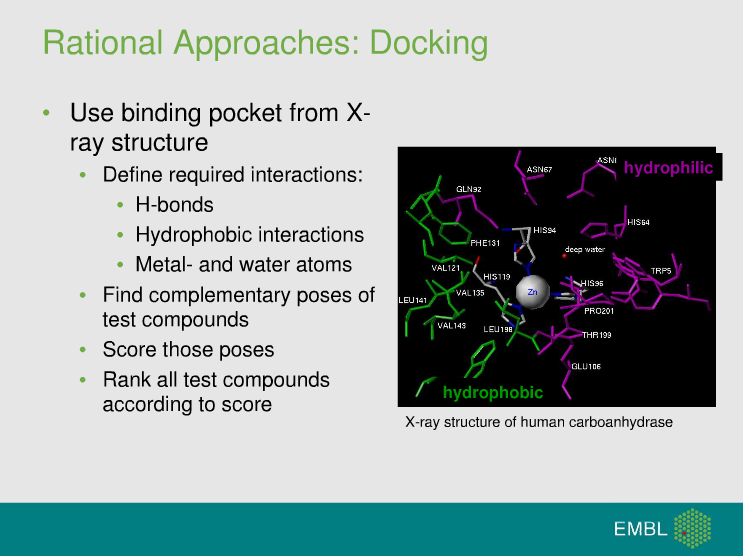 Rational Approaches: Docking
• Use binding pocket from X-
ray structure
• Define required interactions:
• H-bonds
• Hydrophobic interactions
• Metal- and water atoms
• Find complementary poses of
test compounds
• Score those poses
• Rank all test compounds
according to score
ASN67
hydrophilic
GLN92
HIS94
HIS64
PHE131
deep water
VAL121
HIS119
TRP5
LEU141
VAL135
Zn
HIS96
PRO201
VAL143
LEU198
THR199
GLU106
hydrophobic
X-ray structure of human carboanhydrase
EMBL